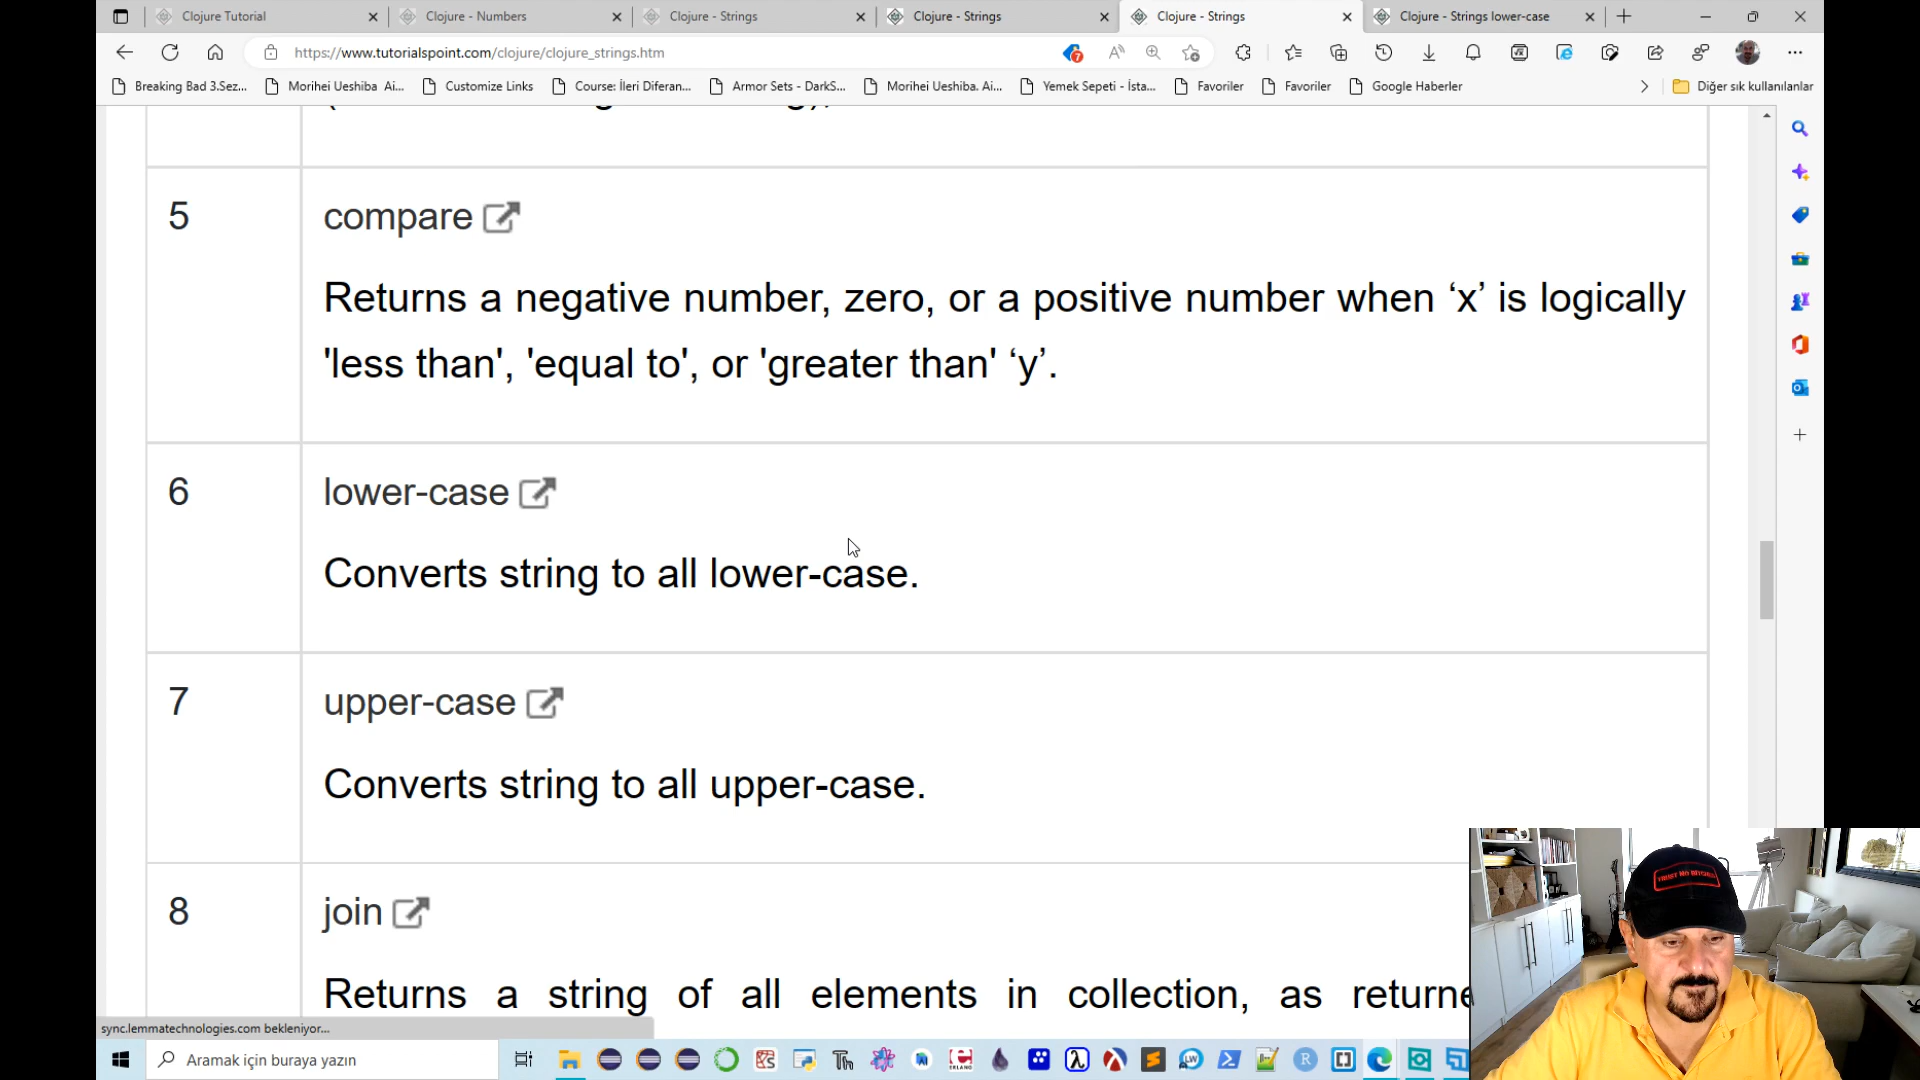 Clojure Tutorial
Clojure - Numbers
Clojure - Strings
Clojure - Strings
Clojure - Strings
Clojure - Strings lower-case
https://www.tutorialspoint.com/clojure/clojure_strings.htm
Breaking Bad 3.Sez...
Morihei Ueshiba Ai...
Customize Links
Course: İleri Diferan...
Armor Sets - DarkS...
Morihei Ueshiba. Ai...
Yemek Sepeti - İsta...
Favoriler
Favoriler
Google Haberler
Diğer sık kullanılanlar
5
compare
Returns a negative number, zero, or a positive number when ‘x’ is logically
'less than', 'equal to', or 'greater than' ‘y’.
6
lower-case
Converts string to all lower-case.
7
upper-case
Converts string to all upper-case.
8
join
Returns a string of all elements in collection, as returne
sync.lemmatechnologies.com bekleniyor...
Aramak için buraya yazın